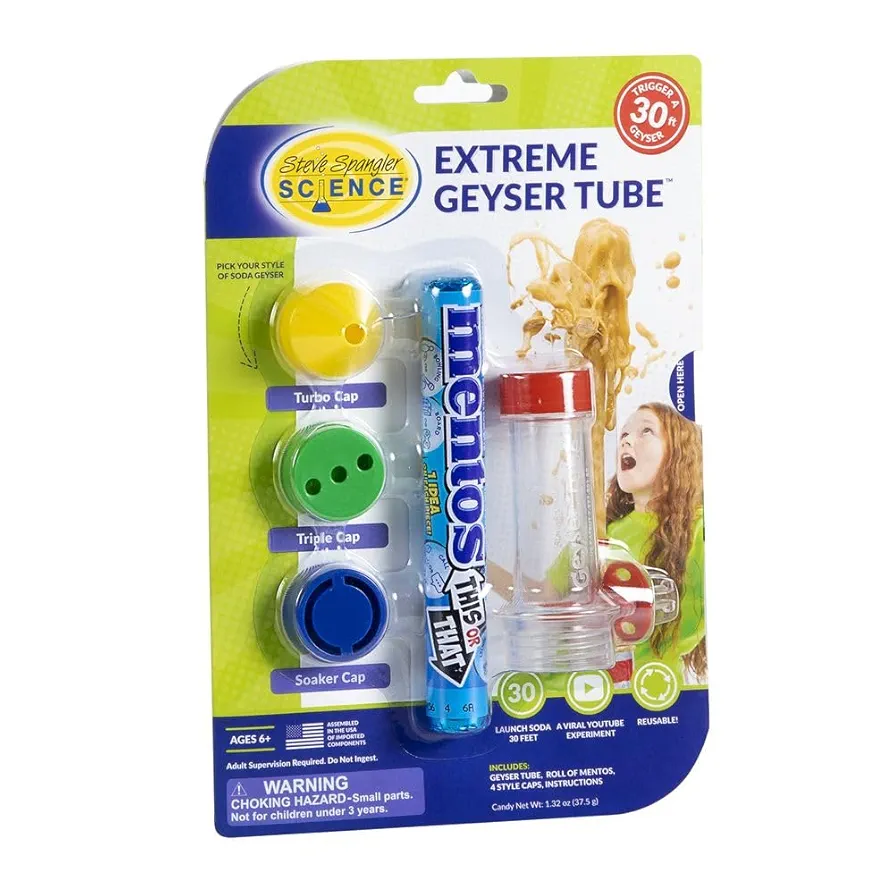 TRIGGER A
30 ft
GEYSER
Steve Spangler
SCIENCE®
EXTREME
GEYSER TUBE™
PICK YOUR STYLE
OF SODA GEYSER
Turbo Cap
Triple Cap
Soaker Cap
mentos
1 IDEA
THIS OR
THAT
OPEN HERE
30
LAUNCH SODA
30 FEET
A VIRAL YOUTUBE
EXPERIMENT
REUSABLE!
AGES 6+
ASSEMBLED
IN THE USA
OF IMPORTED
COMPONENTS
Adult Supervision Required. Do Not Ingest.
WARNING
CHOKING HAZARD-Small parts.
Not for children under 3 years.
INCLUDES:
GEYSER TUBE, ROLL OF MENTOS,
4 STYLE CAPS, INSTRUCTIONS
Candy Net Wt: 1.32 oz (37.5 g)